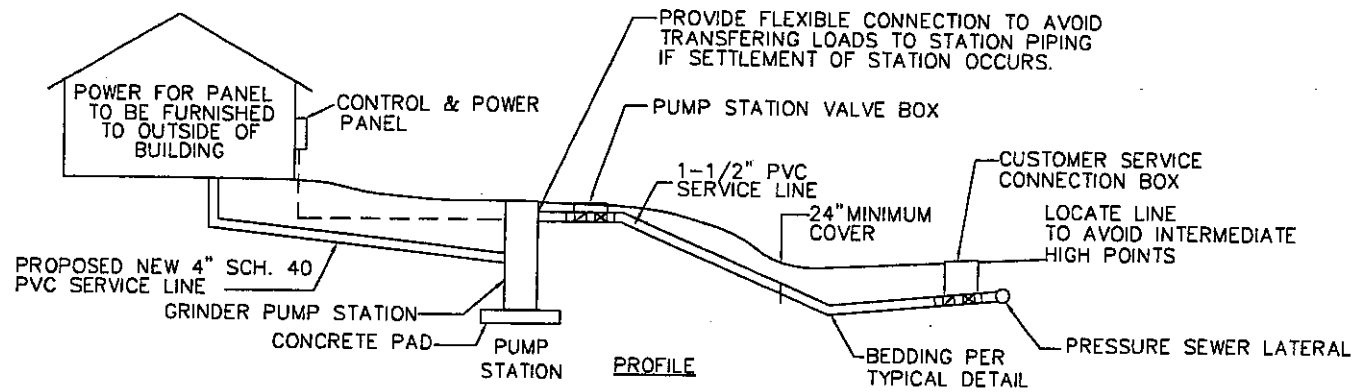 PROVIDE FLEXIBLE CONNECTION TO AVOID
TRANSFERING LOADS TO STATION PIPING
IF SETTLEMENT OF STATION OCCURS.
POWER FOR PANEL
TO BE FURNISHED
TO OUTSIDE OF
BUILDING
CONTROL & POWER
PANEL
PUMP STATION VALVE BOX
1-1/2" PVC
SERVICE LINE
CUSTOMER SERVICE
CONNECTION BOX
24" MINIMUM
COVER
LOCATE LINE
TO AVOID INTERMEDIATE
HIGH POINTS
PROPOSED NEW 4" SCH. 40
PVC SERVICE LINE
GRINDER PUMP STATION
CONCRETE PAD
PUMP
STATION
PROFILE
BEDDING PER
TYPICAL DETAIL
PRESSURE SEWER LATERAL